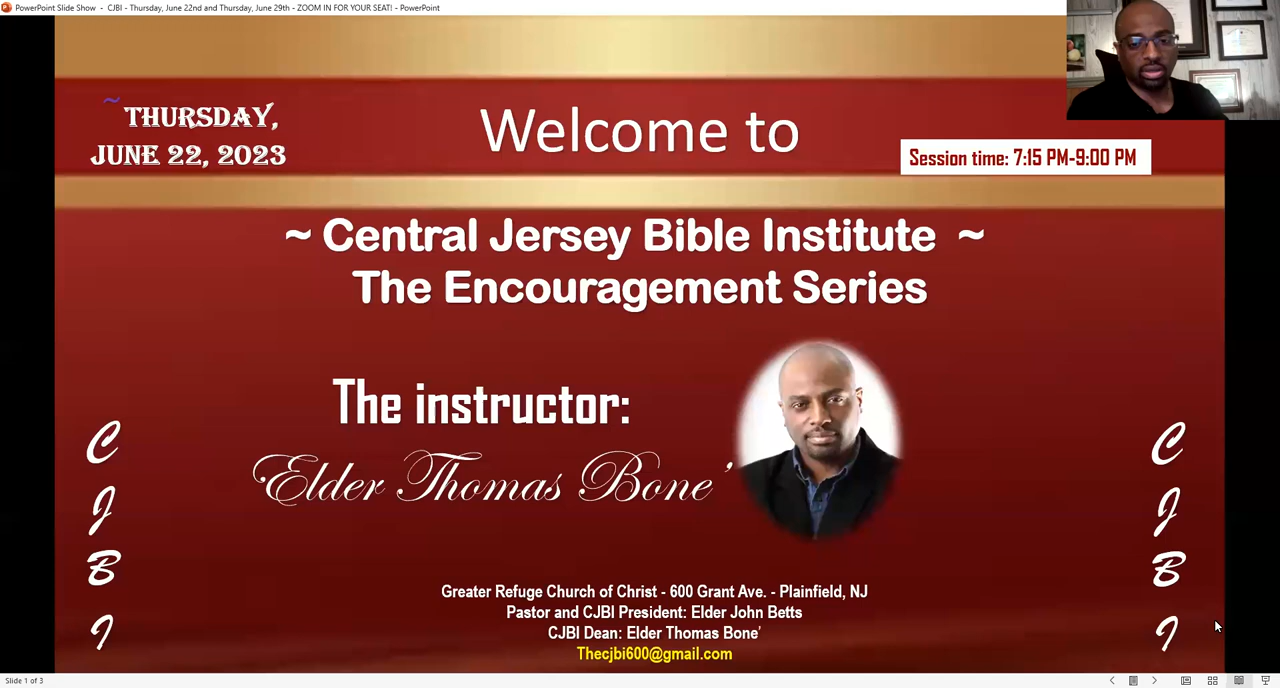 PowerPoint Slide Show - CJBI - Thursday, June 22nd and Thursday, June 29th - ZOOM IN FOR YOUR SEAT! - PowerPoint
~ THURSDAY,
JUNE 22, 2023
Welcome to
Session time: 7:15 PM-9:00 PM
~ Central Jersey Bible Institute ~
The Encouragement Series
The instructor:
Elder Thomas Bone'
C
J
B
I
C
J
B
I
Greater Refuge Church of Christ - 600 Grant Ave. - Plainfield, NJ
Pastor and CJBI President: Elder John Betts
CJBI Dean: Elder Thomas Bone'
Thecjbi600@gmail.com
Slide 1 of 3